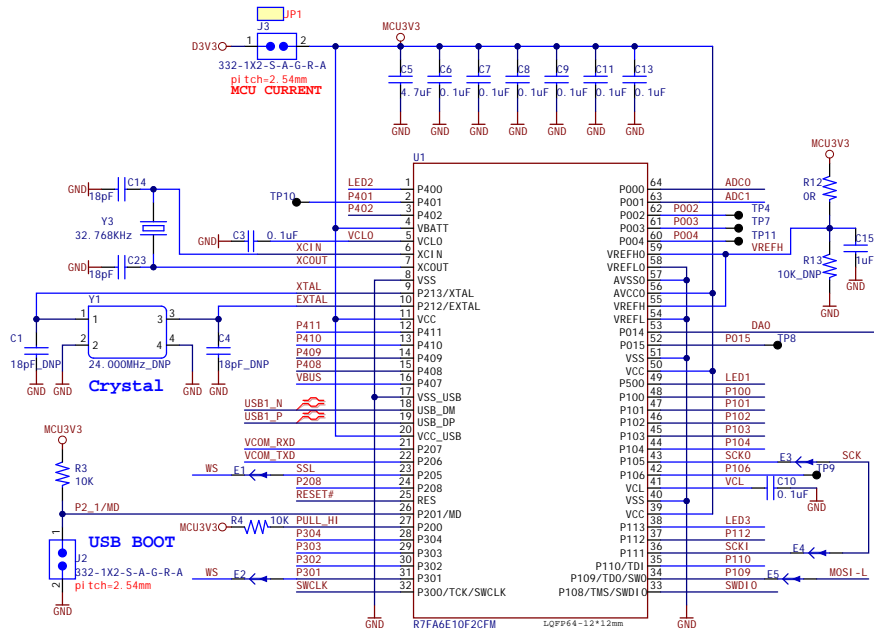 JP1
J3
D3V3 1 2
332-1X2-S-A-G-R-A
pitch=2.54mm
MCU CURRENT
MCU3V3
C5 C6 C7 C8 C9 C11 C13
4.7uF 0.1uF 0.1uF 0.1uF 0.1uF 0.1uF 0.1uF
GND GND GND GND GND GND GND
U1
LED2 1 P400
TP10 P401 2 P401
P402 3 P402
4 VBATT
GND C3 0.1uF VCL0 5 VCLO
XCIN 6 XCIN
XCOUT 7 XCOUT
8 VSS
XTAL 9 P213/XTAL
EXTAL 10 P212/EXTAL
11 VCC
P411 12 P411
P410 13 P410
P409 14 P409
P408 15 P408
VBUS 16 P407
17 VSS_USB
USB1_N 18 USB_DM
USB1_P 19 USB_DP
20 VCC_USB
VCOM_RXD 21 P207
VCOM_TXD 22 P206
WS E1 SSL 23 P205
P208 24 P208
RESET# 25 RES
P2_1/MD 26 P201/MD
MCU3V3 R4 10K PULL_HI 27 P200
P304 28 P304
P303 29 P303
P302 30 P302
WS E2 P301 31 P301
SWCLK 32 P300/TCK/SWCLK
GND C14
18pF
Y3
32.768KHz
GND C23
18pF
Y1
1 1 3 3
2 2 4 4
C1
18pF_DNP
24.000MHz_DNP
C4
18pF_DNP
GND GND GND GND
Crystal
MCU3V3
R3
10K
USB BOOT
1
J2
332-1X2-S-A-G-R-A
pitch=2.54mm
2
GND
GND
P000 64 ADC0
P001 63 ADC1
P002 62 P002 TP4
P003 61 P003 TP7
P004 60 P004 TP11
VREFH0 59 VREFH
VREFL0 58
AVSS0 57
AVCC0 56
VREFH 55
VREFL 54
P014 53 DA0
P015 52 P015 TP8
VSS 51
VCC 50
P500 49 LED1
P100 48 P100
P101 47 P101
P102 46 P102
P103 45 P103
P104 44 P104
P105 43 SCK0 E3 SCK
P106 42 P106 TP9
VCL 41 VCL C10
0.1uF
GND
VSS 40
VCC 39
P113 38 LED3
P112 37 P112
P111 36 SCKI E4
P110/TDI 35 P110
P109/TDO/SWO 34 P109 E5 MOSI-L
P108/TMS/SWDIO 33 SWDIO
MCU3V3
R12
0R
C15
1uF
R13
10K_DNP
GND GND
GND
R7FA6E10F2CFM LQFP64-12*12mm